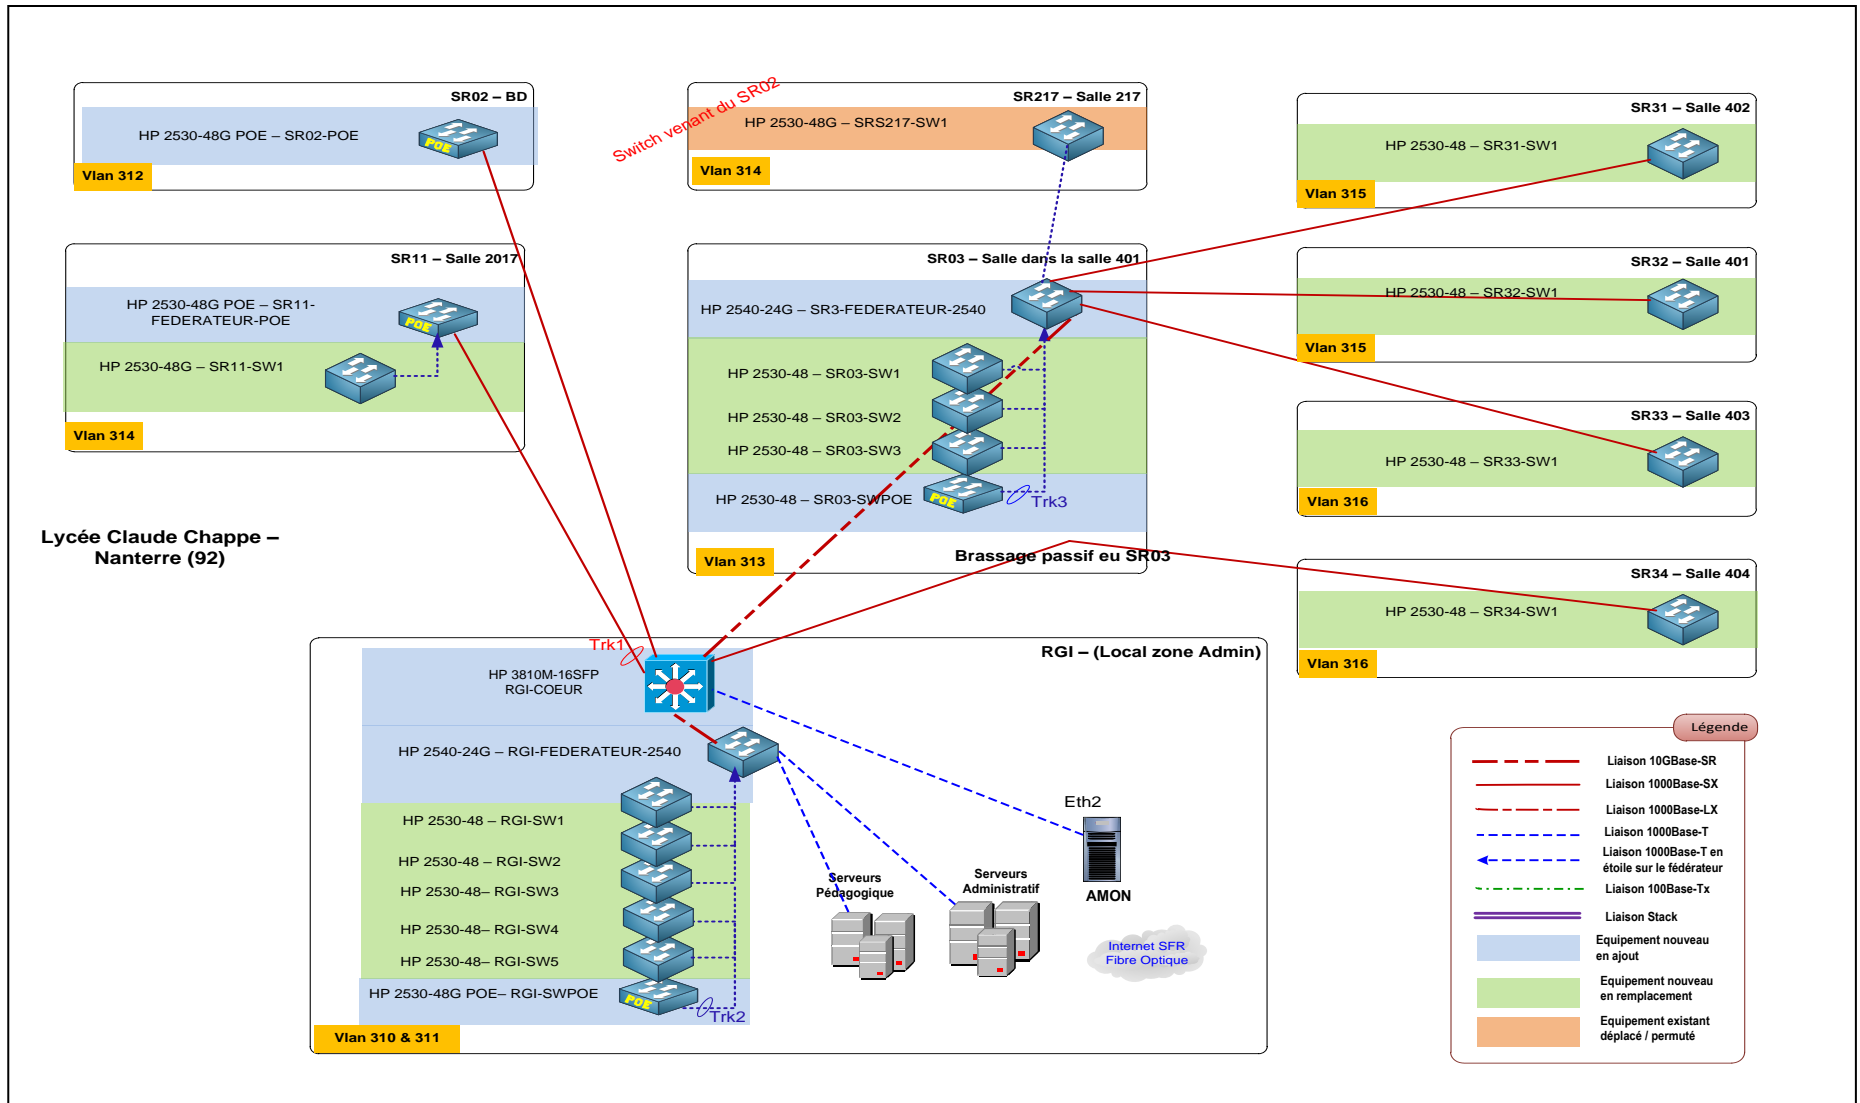 SR02 – BD
HP 2530-48G POE – SR02-POE
POE
Vlan 312
Switch venant du SR02
SR217 – Salle 217
HP 2530-48G – SRS217-SW1
Vlan 314
SR31 – Salle 402
HP 2530-48 – SR31-SW1
Vlan 315
SR11 – Salle 2017
HP 2530-48G POE – SR11-
FEDERATEUR-POE
POE
HP 2530-48G – SR11-SW1
Vlan 314
SR03 – Salle dans la salle 401
HP 2540-24G – SR3-FEDERATEUR-2540
HP 2530-48 – SR03-SW1
HP 2530-48 – SR03-SW2
HP 2530-48 – SR03-SW3
HP 2530-48 – SR03-SWPOE
POE
Trk3
Vlan 313
Brassage passif eu SR03
SR32 – Salle 401
HP 2530-48 – SR32-SW1
Vlan 315
SR33 – Salle 403
HP 2530-48 – SR33-SW1
Vlan 316
SR34 – Salle 404
HP 2530-48 – SR34-SW1
Vlan 316
Lycée Claude Chappe –
Nanterre (92)
RGI – (Local zone Admin)
Trk1
HP 3810M-16SFP
RGI-COEUR
HP 2540-24G – RGI-FEDERATEUR-2540
HP 2530-48 – RGI-SW1
HP 2530-48 – RGI-SW2
HP 2530-48– RGI-SW3
HP 2530-48– RGI-SW4
HP 2530-48– RGI-SW5
HP 2530-48G POE– RGI-SWPOE
POE
Trk2
Vlan 310 & 311
Serveurs
Pédagogique
Serveurs
Administratif
Eth2
AMON
Internet SFR
Fibre Optique
Légende
Liaison 10GBase-SR
Liaison 1000Base-SX
Liaison 1000Base-LX
Liaison 1000Base-T
Liaison 1000Base-T en
étoile sur le fédérateur
Liaison 100Base-Tx
Liaison Stack
Equipement nouveau
en ajout
Equipement nouveau
en remplacement
Equipement existant
déplacé / permuté